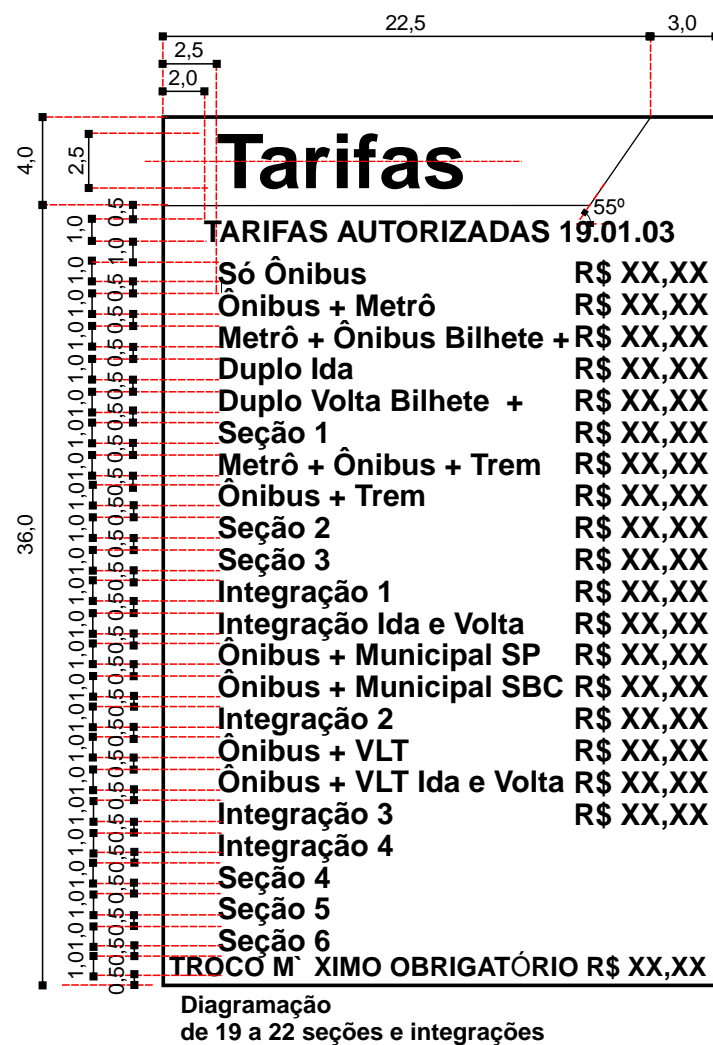 22,5 3,0
2,5
2,0
4,0
2,5
Tarifas
0,5
55º
1,0
TARIFAS AUTORIZADAS 19.01.03
1,0
Só Ônibus R$ XX,XX
Ônibus + Metrô R$ XX,XX
Metrô + Ônibus Bilhete + R$ XX,XX
Duplo Ida R$ XX,XX
Duplo Volta Bilhete + R$ XX,XX
Seção 1 R$ XX,XX
Metrô + Ônibus + Trem R$ XX,XX
Ônibus + Trem R$ XX,XX
Seção 2 R$ XX,XX
36,0
Seção 3 R$ XX,XX
Integração 1 R$ XX,XX
Integração Ida e Volta R$ XX,XX
Ônibus + Municipal SP R$ XX,XX
Ônibus + Municipal SBC R$ XX,XX
Integração 2 R$ XX,XX
Ônibus + VLT R$ XX,XX
Ônibus + VLT Ida e Volta R$ XX,XX
Integração 3 R$ XX,XX
Integração 4
Seção 4
Seção 5
Seção 6
TROCO M` XIMO OBRIGATÓRIO R$ XX,XX
Diagramação
de 19 a 22 seções e integrações